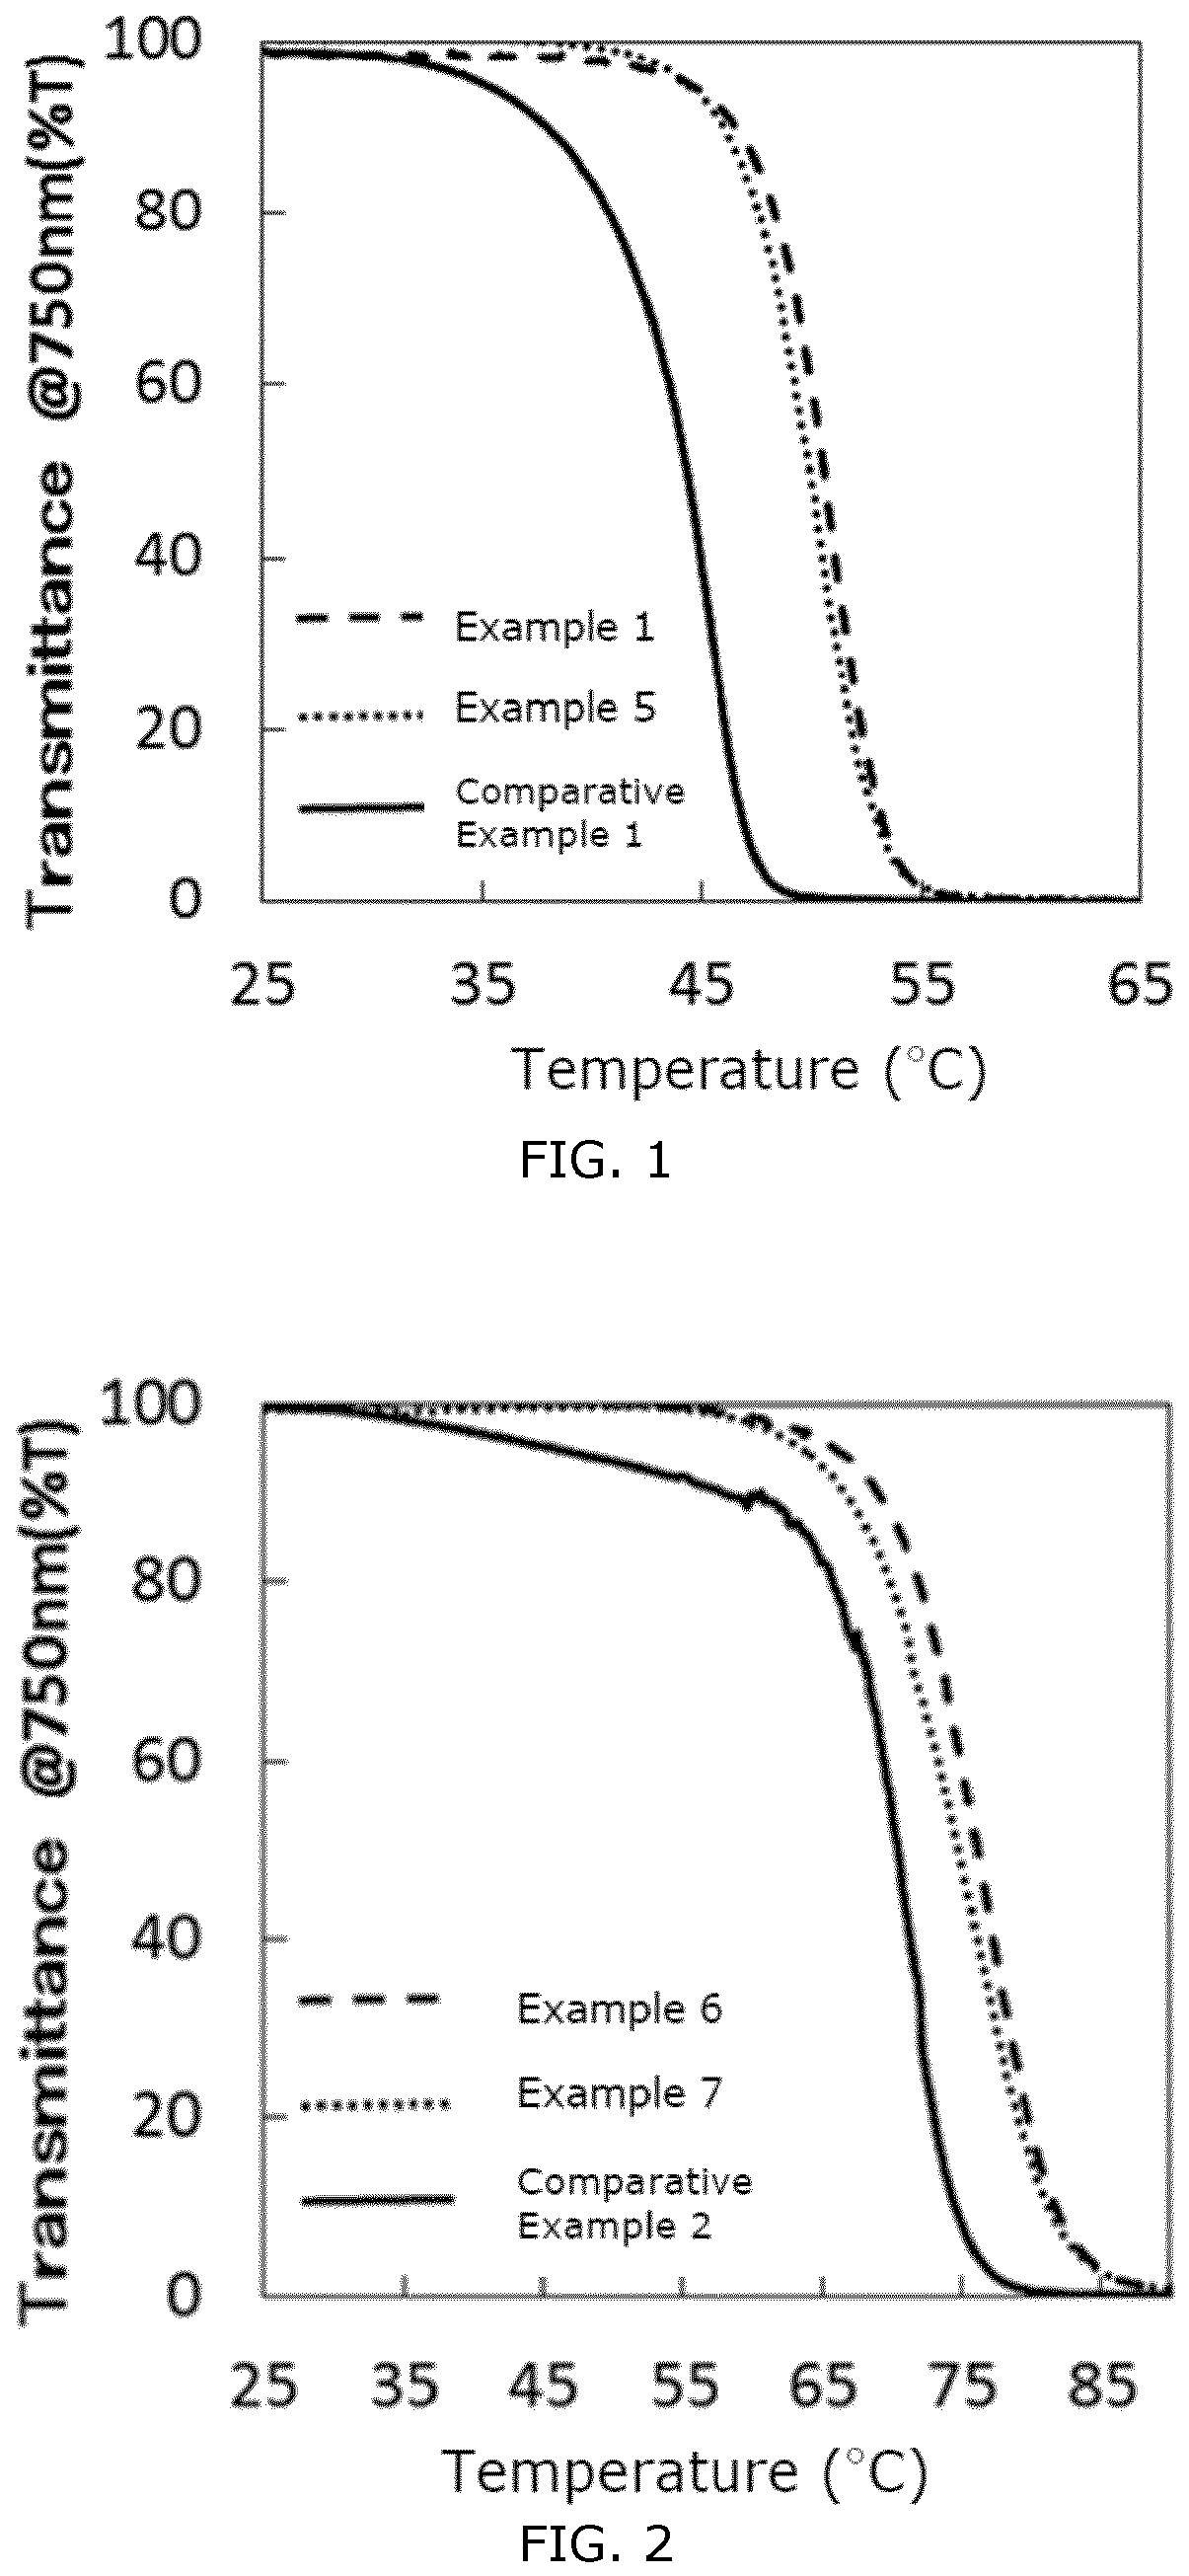 Transmittance @750nm(%T)
100
80
60
40
20
0
Example 1
Example 5
Comparative
Example 1
25 35 45 55 65
Temperature (°C)
FIG. 1
Transmittance @750nm(%T)
100
80
60
40
20
0
Example 6
Example 7
Comparative
Example 2
25 35 45 55 65 75 85
Temperature (°C)
FIG. 2